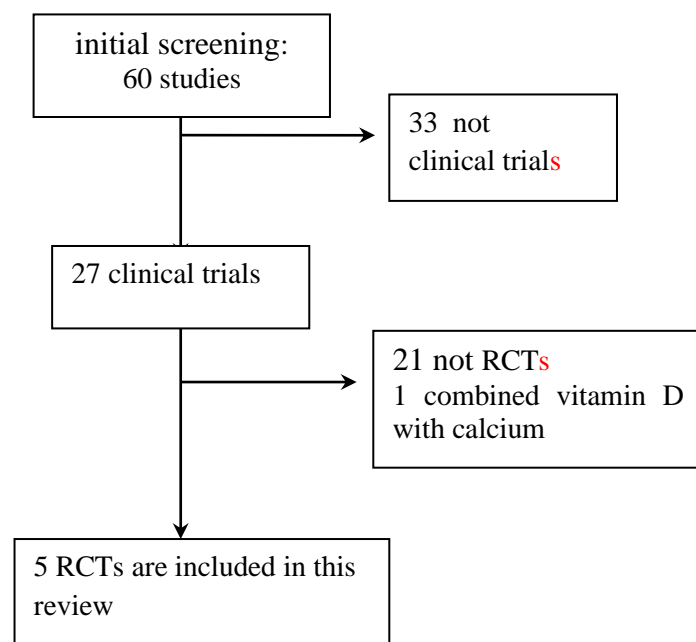 initial screening:
60 studies
33 not
clinical trials
27 clinical trials
21 not RCTs
1 combined vitamin D
with calcium
5 RCTs are included in this
review